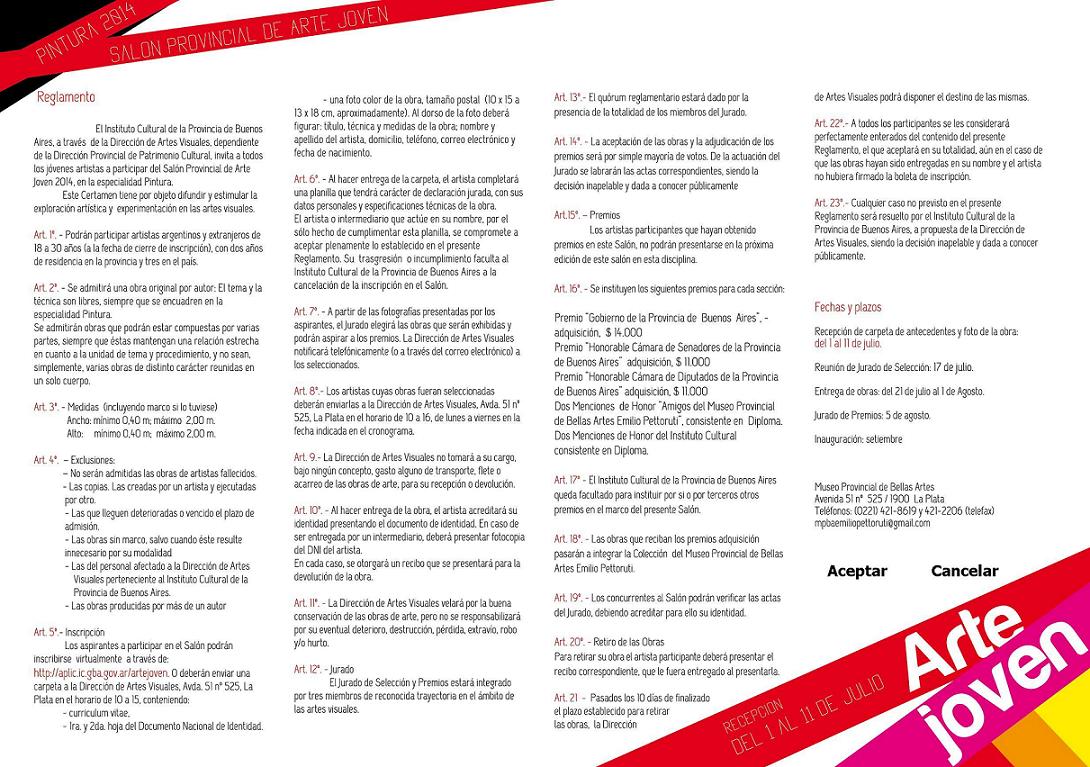 PINTURA 2014
SALON PROVINCIAL DE ARTE JOVEN
Reglamento
El Instituto Cultural de la Provincia de Buenos
Aires, a través de la Dirección de Artes Visuales, dependiente
de la Dirección Provincial de Patrimonio Cultural, invita a todos
los jóvenes artistas a participar del Salón Provincial de Arte
Joven 2014, en la especialidad Pintura.
Este Certamen tiene por objeto difundir y estimular la
exploración artística y experimentación en las artes visuales.
Art. 1º. - Podrán participar artistas argentinos y extranjeros de
18 a 30 años (a la fecha de cierre de inscripción), con dos años
de residencia en la provincia y tres en el país.
Art. 2º. - Se admitirá una obra original por autor: El tema y la
técnica son libres, siempre que se encuadren en la
especialidad Pintura.
Se admitirán obras que podrán estar compuestas por varias
partes, siempre que éstas mantengan una relación estrecha
en cuanto a la unidad de tema y procedimiento, y no sean,
simplemente, varias obras de distinto carácter reunidas en
un solo cuerpo.
Art. 3º. - Medidas (incluyendo marco si lo tuviese)
Ancho: mínimo 0,40 m; máximo 2,00 m.
Alto: mínimo 0,40 m; máximo 2,00 m.
Art. 4º. – Exclusiones:
– No serán admitidas las obras de artistas fallecidos.
- Las copias. Las creadas por un artista y ejecutadas
por otro.
- Las que lleguen deterioradas o vencido el plazo de
admisión.
- Las obras sin marco, salvo cuando éste resulte
innecesario por su modalidad
- Las del personal afectado a la Dirección de Artes
Visuales perteneciente al Instituto Cultural de la
Provincia de Buenos Aires.
- Las obras producidas por más de un autor
Art. 5º.- Inscripción
Los aspirantes a participar en el Salón podrán
inscribirse virtualmente a través de:
http://aplic.ic.gba.gov.ar/artejoven. O deberán enviar una
carpeta a la Dirección de Artes Visuales, Avda. 51 nº 525, La
Plata en el horario de 10 a 15, conteniendo:
- curriculum vitae,
- 1ra. y 2da. hoja del Documento Nacional de Identidad.
- una foto color de la obra, tamaño postal (10 x 15 a
13 x 18 cm, aproximadamente). Al dorso de la foto deberá
figurar: título, técnica y medidas de la obra; nombre y
apellido del artista, domicilio, teléfono, correo electrónico y
fecha de nacimiento.
Art. 6º. - Al hacer entrega de la carpeta, el artista completará
una planilla que tendrá carácter de declaración jurada, con sus
datos personales y especificaciones técnicas de la obra.
El artista o intermediario que actúe en su nombre, por el
sólo hecho de cumplimentar esta planilla, se compromete a
aceptar plenamente lo establecido en el presente
Reglamento. Su trasgresión o incumplimiento faculta al
Instituto Cultural de la Provincia de Buenos Aires a la
cancelación de la inscripción en el Salón.
Art. 7º. - A partir de las fotografías presentadas por los
aspirantes, el Jurado elegirá las obras que serán exhibidas y
podrán aspirar a los premios. La Dirección de Artes Visuales
notificará telefónicamente (o a través del correo electrónico) a
los seleccionados.
Art. 8º.- Los artistas cuyas obras fueran seleccionadas
deberán enviarlas a la Dirección de Artes Visuales, Avda. 51 nº
525, La Plata en el horario de 10 a 16, de lunes a viernes en la
fecha indicada en el cronograma.
Art. 9.- La Dirección de Artes Visuales no tomará a su cargo,
bajo ningún concepto, gasto alguno de transporte, flete o
acarreo de las obras de arte, para su recepción o devolución.
Art. 10º. - Al hacer entrega de la obra, el artista acreditará su
identidad presentando el documento de identidad. En caso de
ser entregada por un intermediario, deberá presentar fotocopia
del DNI del artista.
En cada caso, se otorgará un recibo que se presentará para la
devolución de la obra.
Art. 11º. - La Dirección de Artes Visuales velará por la buena
conservación de las obras de arte, pero no se responsabilizará
por su eventual deterioro, destrucción, pérdida, extravío, robo
y/o hurto.
Art. 12º. - Jurado
El Jurado de Selección y Premios estará integrado
por tres miembros de reconocida trayectoria en el ámbito de
las artes visuales.
Art. 13º.- El quórum reglamentario estará dado por la
presencia de la totalidad de los miembros del Jurado.
Art. 14º. - La aceptación de las obras y la adjudicación de los
premios será por simple mayoría de votos. De la actuación del
Jurado se labrarán las actas correspondientes, siendo la
decisión inapelable y dada a conocer públicamente
Art.15º. – Premios
Los artistas participantes que hayan obtenido
premios en este Salón, no podrán presentarse en la próxima
edición de este salón en esta disciplina.
Art. 16º. - Se instituyen los siguientes premios para cada sección:
Premio "Gobierno de la Provincia de Buenos Aires", -
adquisición, $ 14.000
Premio "Honorable Cámara de Senadores de la Provincia
de Buenos Aires" adquisición, $ 11.000
Premio "Honorable Cámara de Diputados de la Provincia
de Buenos Aires" adquisición, $ 11.000
Dos Menciones de Honor "Amigos del Museo Provincial
de Bellas Artes Emilio Pettoruti", consistente en Diploma.
Dos Menciones de Honor del Instituto Cultural
consistente en Diploma.
Art. 17º - El Instituto Cultural de la Provincia de Buenos Aires
queda facultado para instituir por si o por terceros otros
premios en el marco del presente Salón.
Art. 18º. - Las obras que reciban los premios adquisición
pasarán a integrar la Colección del Museo Provincial de Bellas
Artes Emilio Pettoruti.
Art. 19º. - Los concurrentes al Salón podrán verificar las actas
del Jurado, debiendo acreditar para ello su identidad.
Art. 20º. - Retiro de las Obras
Para retirar su obra el artista participante deberá presentar el
recibo correspondiente, que le fuera entregado al presentarla.
Art. 21 - Pasados los 10 días de finalizado
el plazo establecido para retirar
las obras, la Dirección
de Artes Visuales podrá disponer el destino de las mismas.
Art. 22º.- A todos los participantes se les considerará
perfectamente enterados del contenido del presente
Reglamento, el que aceptará en su totalidad, aún en el caso de
que las obras hayan sido entregadas en su nombre y el artista
no hubiera firmado la boleta de inscripción.
Art. 23º.- Cualquier caso no previsto en el presente
Reglamento será resuelto por el Instituto Cultural de la
Provincia de Buenos Aires, a propuesta de la Dirección de
Artes Visuales, siendo la decisión inapelable y dada a conocer
públicamente.
Fechas y plazos
Recepción de carpeta de antecedentes y foto de la obra:
del 1 al 11 de julio.
Reunión de Jurado de Selección: 17 de julio.
Entrega de obras: del 21 de julio al 1 de Agosto.
Jurado de Premios: 5 de agosto.
Inauguración: setiembre
Museo Provincial de Bellas Artes
Avenida 51 nº 525 / 1900 La Plata
Teléfonos: (0221) 421-8619 y 421-2206 (telefax)
mpbaemiliopettoruti@gmail.com
Aceptar Cancelar
RECEPCION
DEL 1 AL 11 DE JULIO
Arte
joven